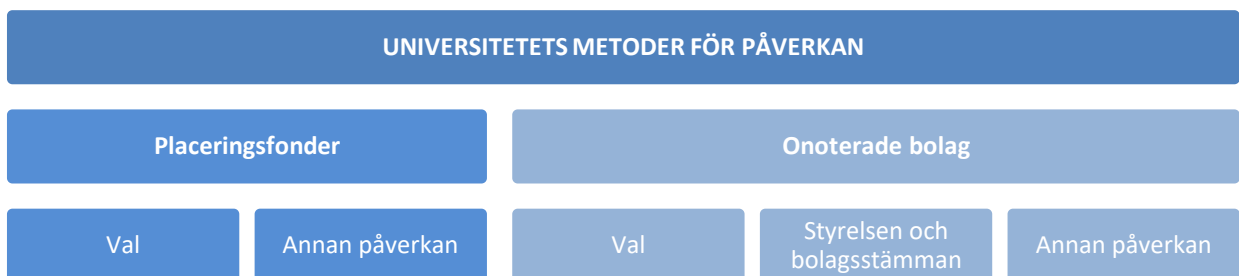 UNIVERSITETETS METODER FÖR PÅVERKAN
Placeringsfonder
Onoterade bolag
Val
Annan påverkan
Val
Styrelsen och
bolagsstämman
Annan påverkan